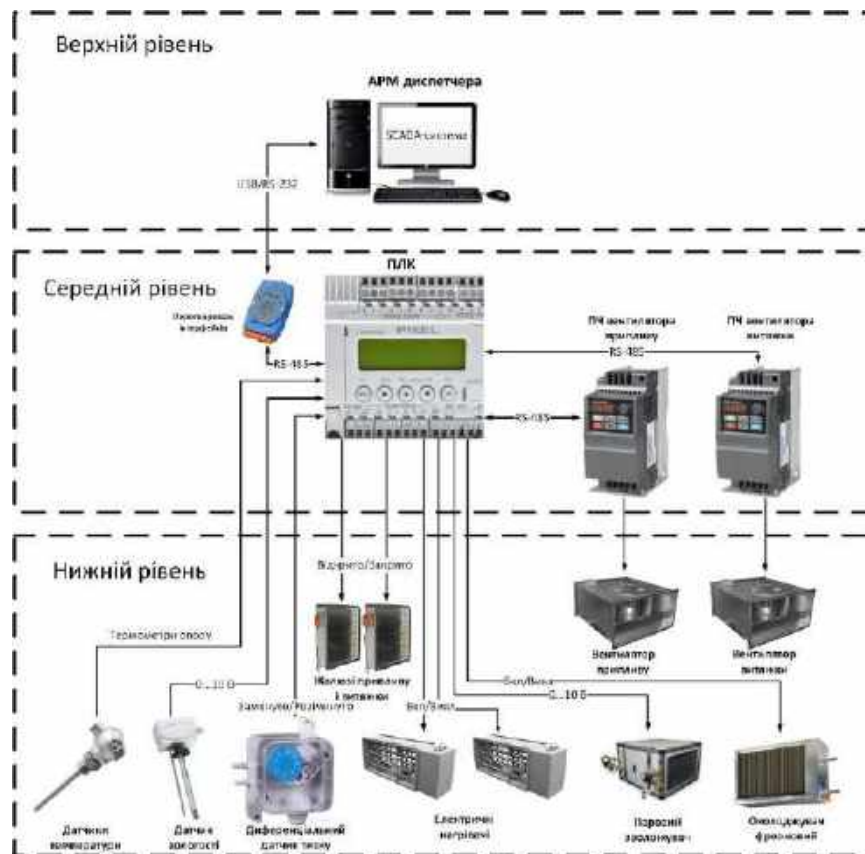 Верхній рівень
АРМ диспетчера
SCADA-система
USB/RS-232
Середній рівень
ПЛК
ПЧ вентилятора
припливу
ПЧ вентилятора
витяжки
RS-485
RS-485
RS-485
Нижній рівень
Відкрито/Закрито
Термометри опору
0...10 В
Жалюзі припливу
і витяжки
Вентилятор
припливу
Вентилятор
витяжки
Замкнуто/Розімкнуто
Вкл/Викл
Вкл/Викл
0...10 В
Датчики
температури
Датчик
вологості
Диференціальний
датчик тиску
Електричні
нагрівачі
Паровий
зволожувач
Охолоджувач
фреоновий